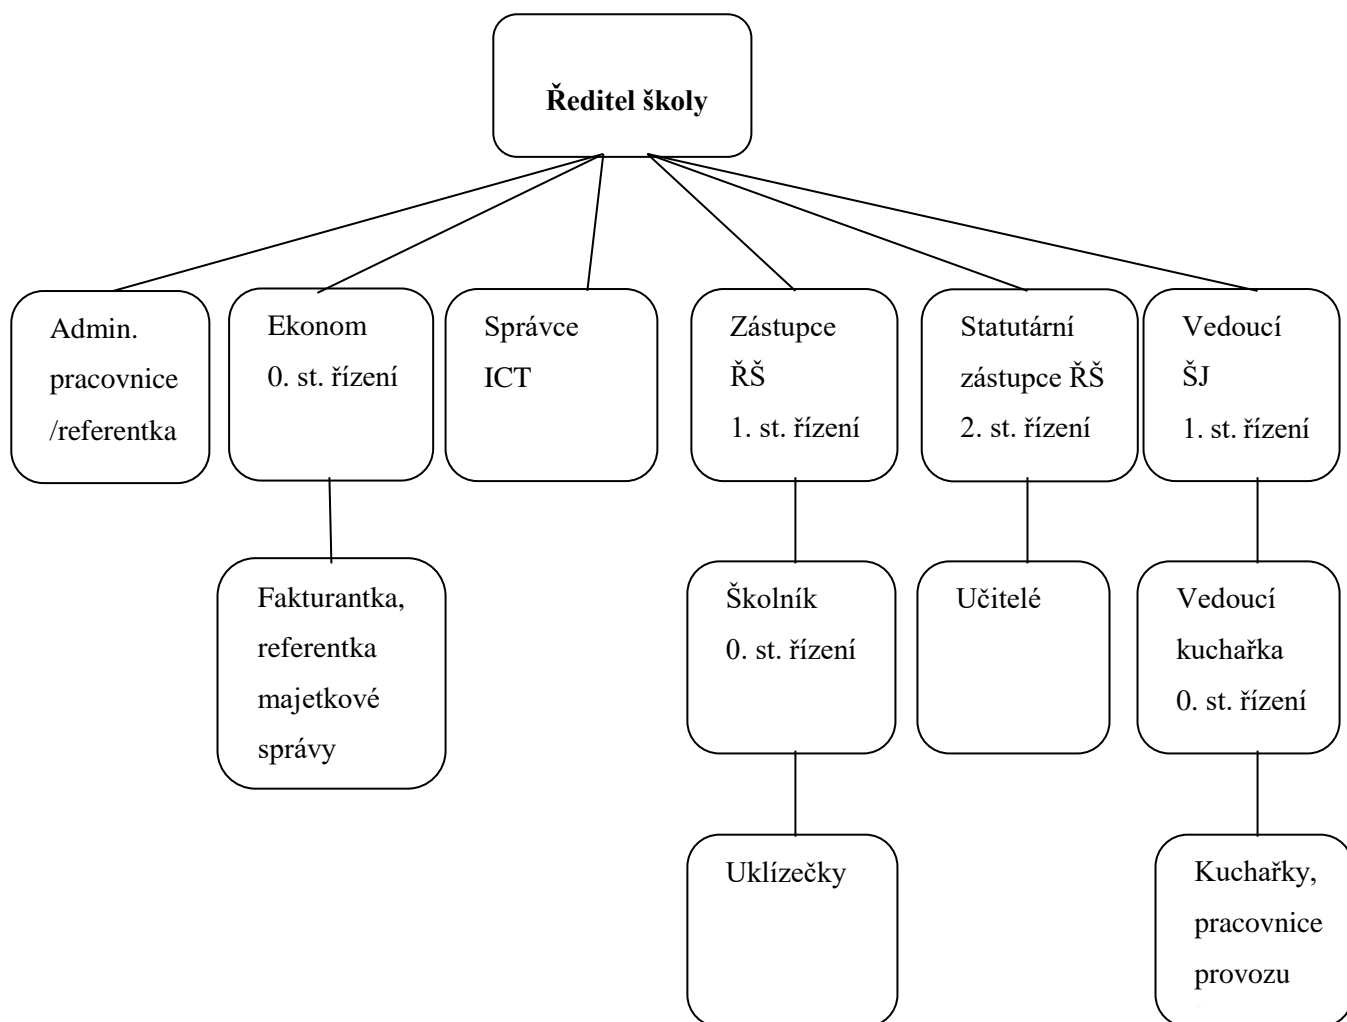 Ředitel školy
Admin.
pracovnice
/referentka
Ekonom
0. st. řízení
Správce
ICT
Zástupce
ŘŠ
1. st. řízení
Statutární
zástupce ŘŠ
2. st. řízení
Vedoucí
ŠJ
1. st. řízení
Fakturantka,
referentka
majetkové
správy
Školník
0. st. řízení
Učitelé
Vedoucí
kuchařka
0. st. řízení
Uklízečky
Kuchařky,
pracovnice
provozu